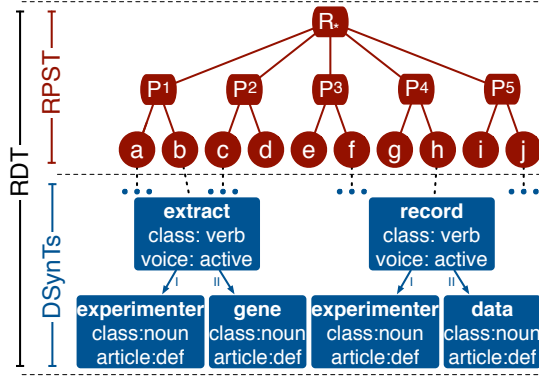 R*
P1 P2 P3 P4 P5
a b c d e f g h i j
RDT
RPST
DSynTs
extract
class: verb
voice: active
record
class: verb
voice: active
I II
I II
experimenter
class:noun
article:def
gene
class:noun
article:def
experimenter
class:noun
article:def
data
class:noun
article:def